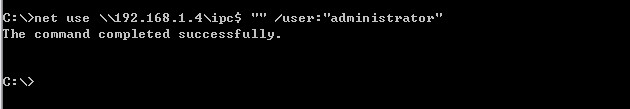 C:\>net use \\192.168.1.4\ipc$ "" /user:"administrator"
The command completed successfully.
C:\>